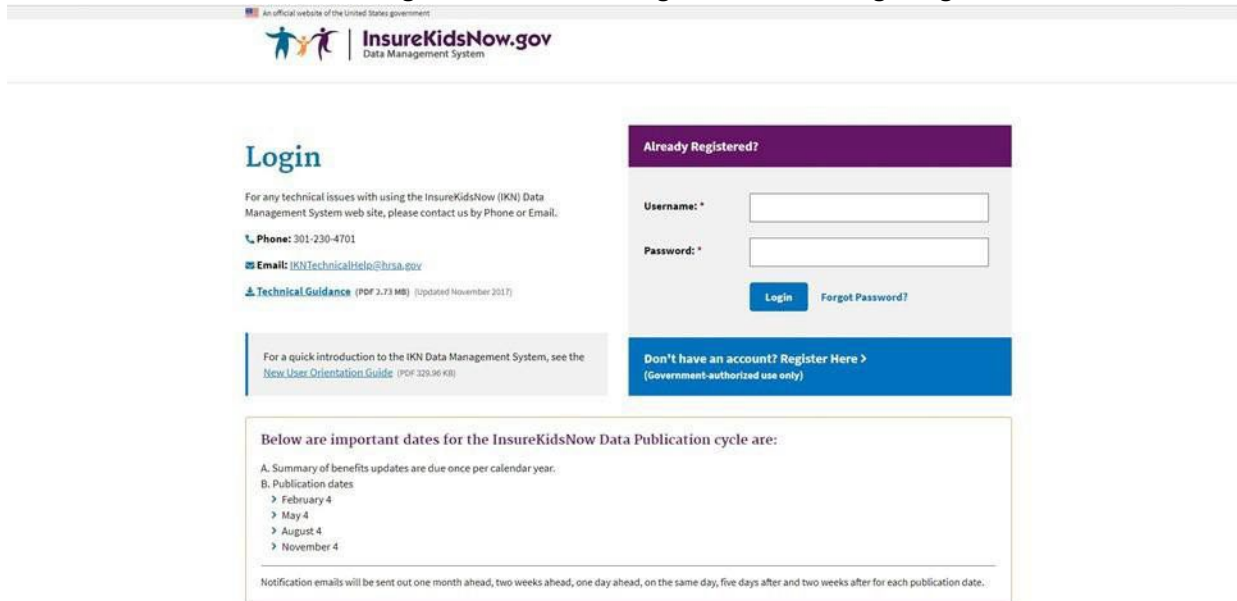 An official website of the United States government
InsureKidsNow.gov
Data Management System
Login
For any technical issues with using the InsureKidsNow (IKN) Data
Management System web site, please contact us by Phone or Email.
Phone: 301-230-4701
Email: IKNTechnicalHelp@hrsa.gov
Technical Guidance (PDF 3.73 MB) (Updated November 2017)
For a quick introduction to the IKN Data Management System, see the
New User Orientation Guide (PDF 329.96 KB)
Already Registered?
Username: *
Password: *
Login Forgot Password?
Don't have an account? Register Here >
(Government-authorized use only)
Below are important dates for the InsureKidsNow Data Publication cycle are:
A. Summary of benefits updates are due once per calendar year.
B. Publication dates
> February 4
> May 4
> August 4
> November 4
Notification emails will be sent out one month ahead, two weeks ahead, one day ahead, on the same day, five days after and two weeks after for each publication date.